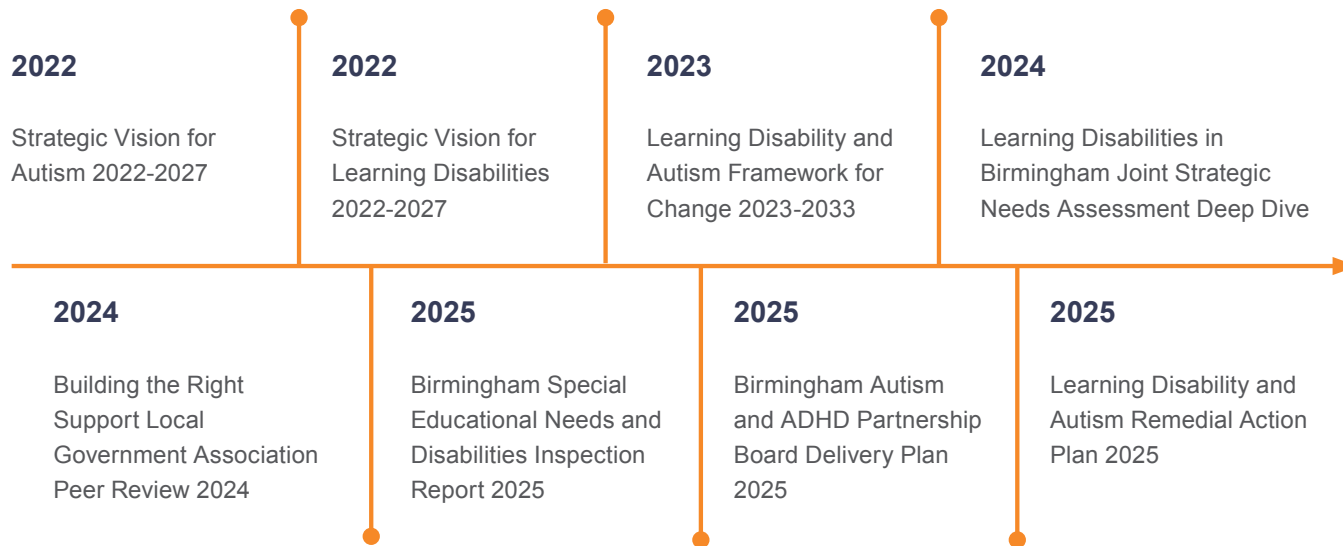 2022
Strategic Vision for
Autism 2022-2027
2022
Strategic Vision for
Learning Disabilities
2022-2027
2023
Learning Disability and
Autism Framework for
Change 2023-2033
2024
Learning Disabilities in
Birmingham Joint Strategic
Needs Assessment Deep Dive
2024
Building the Right
Support Local
Government Association
Peer Review 2024
2025
Birmingham Special
Educational Needs and
Disabilities Inspection
Report 2025
2025
Birmingham Autism
and ADHD Partnership
Board Delivery Plan
2025
2025
Learning Disability and
Autism Remedial Action
Plan 2025